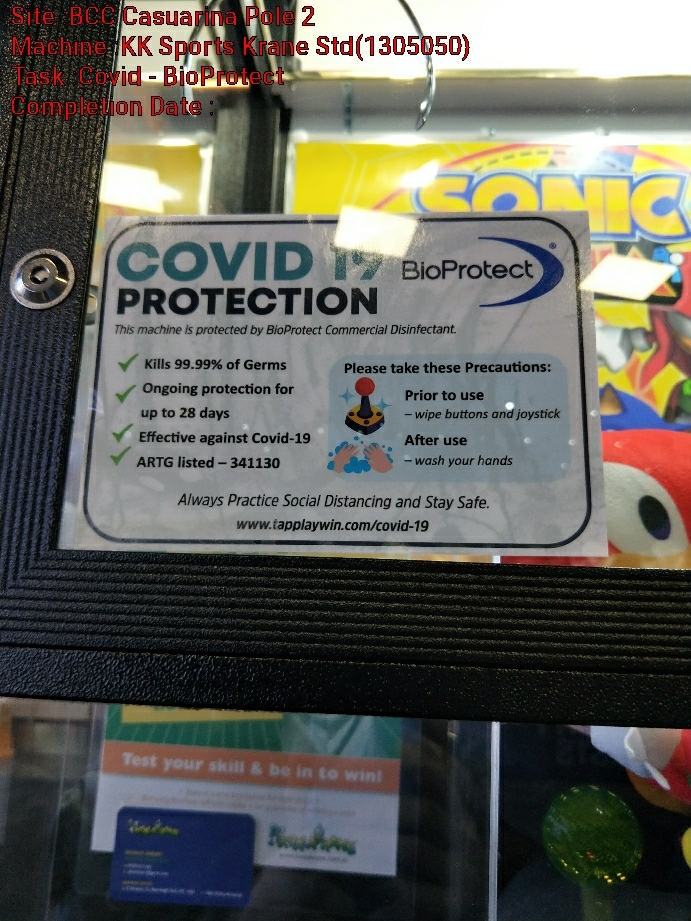 Site: BCC Casuarina Pole 2
Machine: KK Sports Krane Std(1305050)
Task: Covid - BioProtect
Completion Date :
SONIC
COVID 19
PROTECTION
BioProtect®
This machine is protected by BioProtect Commercial Disinfectant.
Kills 99.99% of Germs
Ongoing protection for
up to 28 days
Effective against Covid-19
ARTG listed – 341130
Please take these Precautions:
Prior to use
– wipe buttons and joystick
After use
– wash your hands
Always Practice Social Distancing and Stay Safe.
www.tapplaywin.com/covid-19
Test your skill & be in to win!